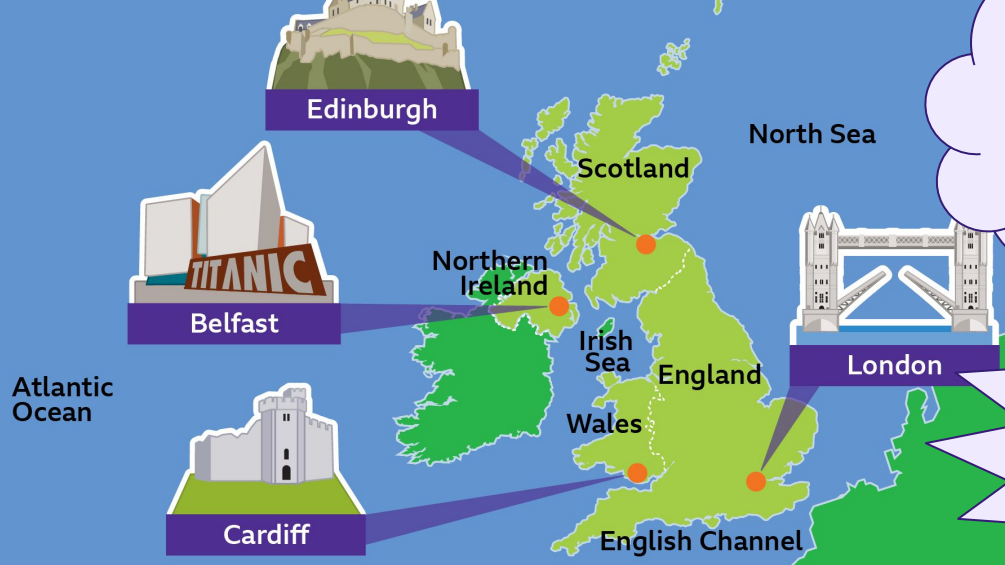 Edinburgh
North Sea
Scotland
TITANIC
Northern
Ireland
Belfast
Irish
Sea
London
England
Atlantic
Ocean
Wales
Cardiff
English Channel